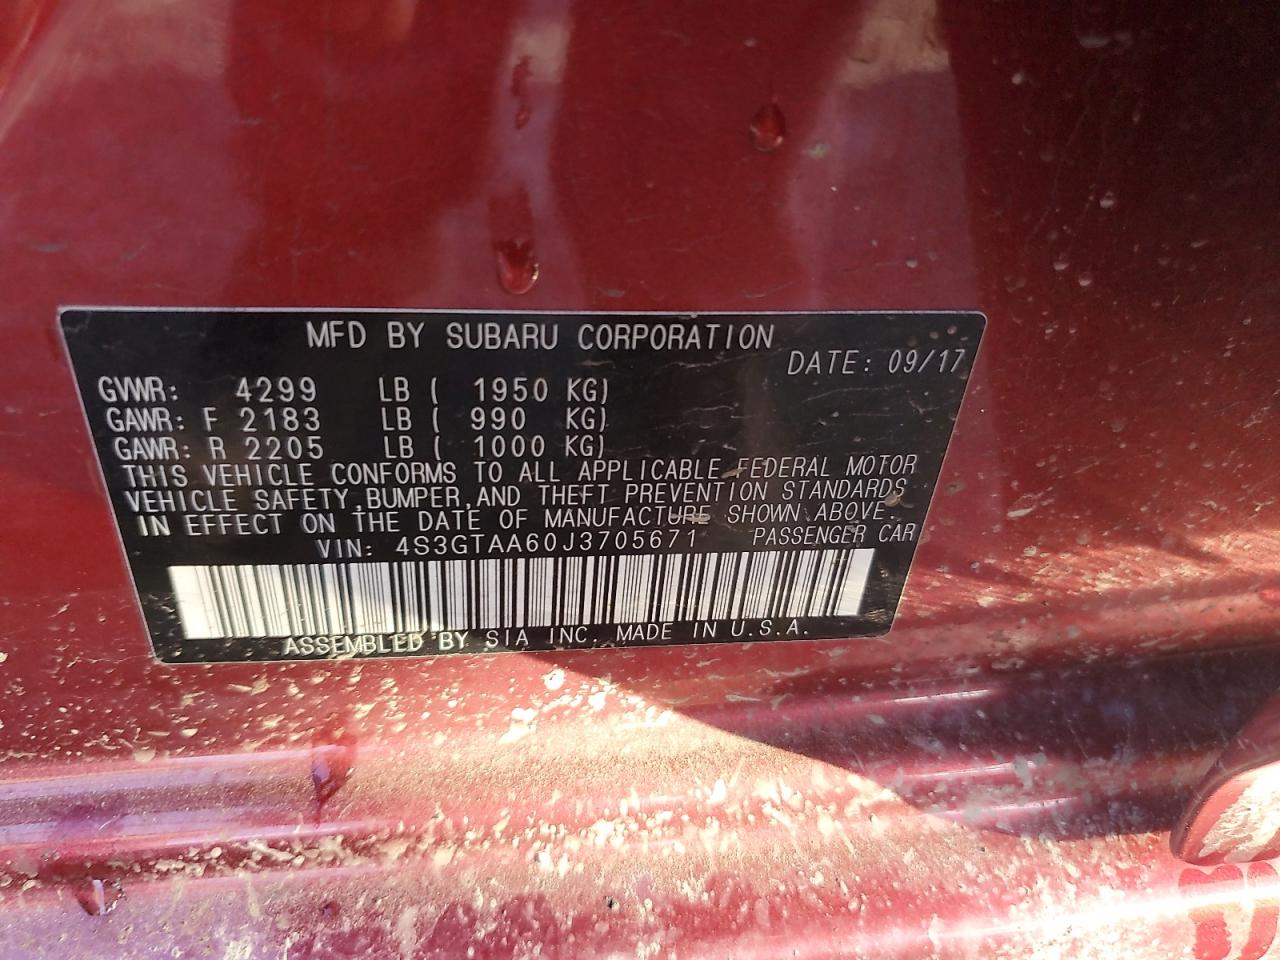 MFD BY SUBARU CORPORATION
DATE: 09/17
GVWR: 4299 LB ( 1950 KG)
GAWR: F 2183 LB ( 990 KG)
GAWR: R 2205 LB ( 1000 KG)
THIS VEHICLE CONFORMS TO ALL APPLICABLE FEDERAL MOTOR
VEHICLE SAFETY,BUMPER,AND THEFT PREVENTION STANDARDS
IN EFFECT ON THE DATE OF MANUFACTURE SHOWN ABOVE.
VIN: 4S3GTAA60J3705671 PASSENGER CAR
ASSEMBLED BY SIA INC. MADE IN U.S.A.